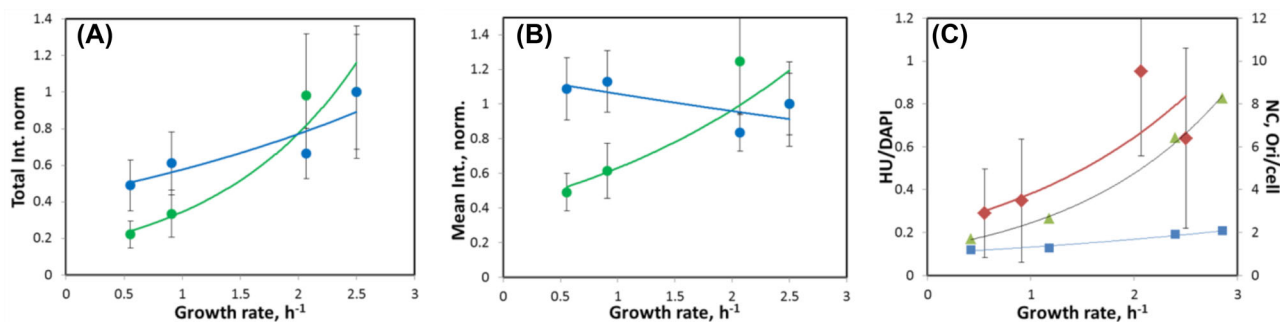 (A)
Total Int. norm
1.4
1.2
1
0.8
0.6
0.4
0.2
0
0 0.5 1 1.5 2 2.5 3
Growth rate, h-1
(B)
Mean Int., norm.
1.4
1.2
1
0.8
0.6
0.4
0.2
0
0 0.5 1 1.5 2 2.5 3
Growth rate, h-1
(C)
HU/DAPI
1.2
1
0.8
0.6
0.4
0.2
0
0 1 2 3
Growth rate, h-1
12
10
8
6
4
2
0
NC, Ori/cell